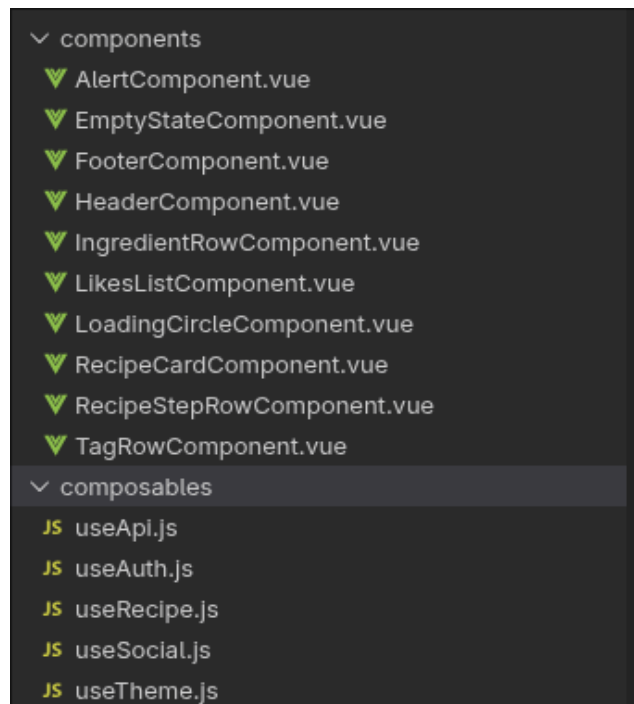 components
AlertComponent.vue
EmptyStateComponent.vue
FooterComponent.vue
HeaderComponent.vue
IngredientRowComponent.vue
LikesListComponent.vue
LoadingCircleComponent.vue
RecipeCardComponent.vue
RecipeStepRowComponent.vue
TagRowComponent.vue
composables
JS useApi.js
JS useAuth.js
JS useRecipe.js
JS useSocial.js
JS useTheme.js